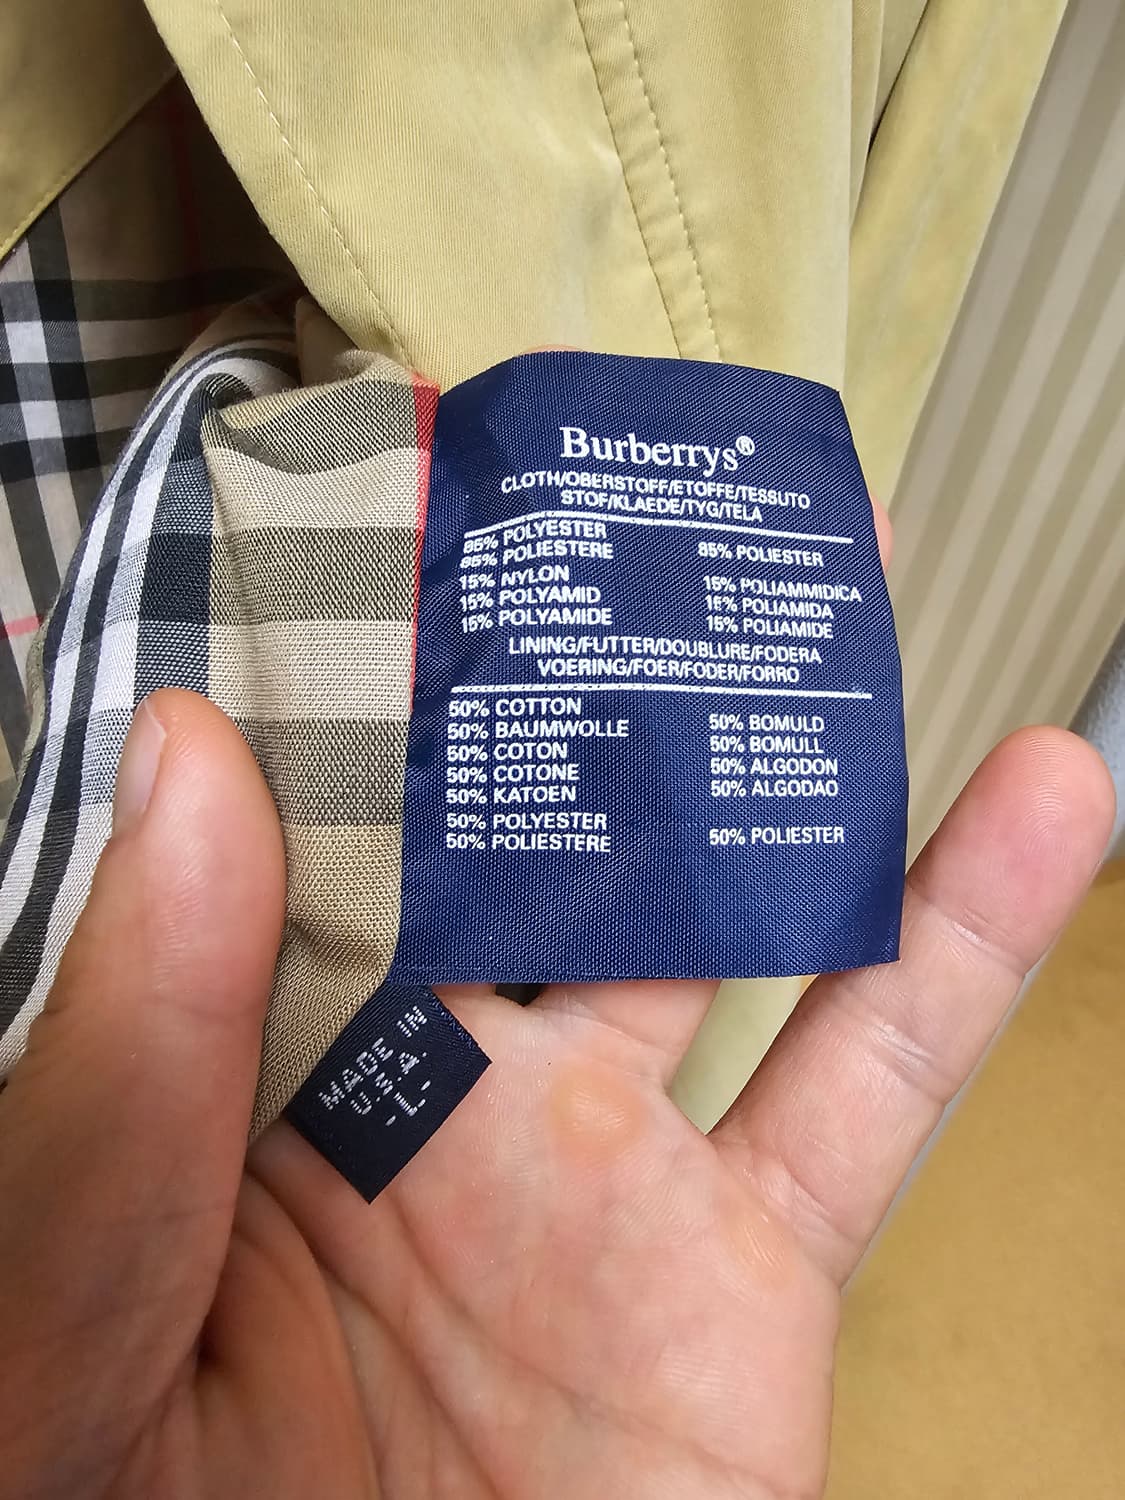 Burberrys®
CLOTH/OBERSTOFF/ETOFFE/TESSUTO
STOF/KLAEDE/TYG/TELA
85% POLYESTER
85% POLIESTERE
85% POLIESTER
15% NYLON
15% POLYAMID
15% POLYAMIDE
15% POLIAMMIDICA
15% POLIAMIDA
15% POLIAMIDE
LINING/FUTTER/DOUBLURE/FODERA
VOERING/FOER/FODER/FORRO
50% COTTON
50% BAUMWOLLE
50% COTON
50% COTONE
50% KATOEN
50% BOMULD
50% BOMULL
50% ALGODON
50% ALGODAO
50% POLYESTER
50% POLIESTERE
50% POLIESTER
MADE IN